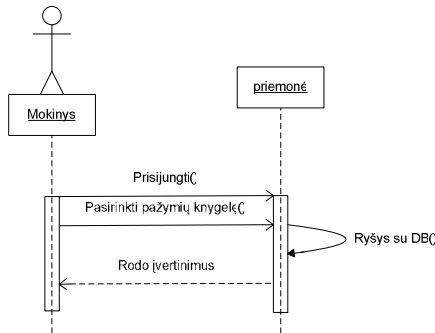 priemonė
Mokinys
Prisijungti()
Pasirinkti pažymių knygelę()
Ryšys su DB()
Rodo įvertinimus